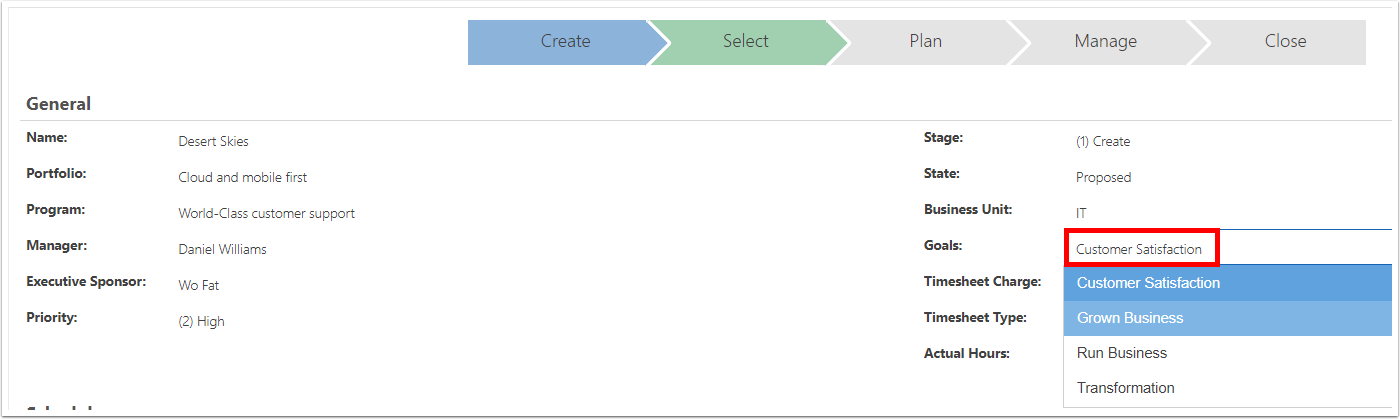 Create Select Plan Manage Close
General
Name: Desert Skies
Portfolio: Cloud and mobile first
Program: World-Class customer support
Manager: Daniel Williams
Executive Sponsor: Wo Fat
Priority: (2) High
Stage: (1) Create
State: Proposed
Business Unit: IT
Goals: Customer Satisfaction
Timesheet Charge:
Timesheet Type:
Actual Hours:
Customer Satisfaction
Grown Business
Run Business
Transformation